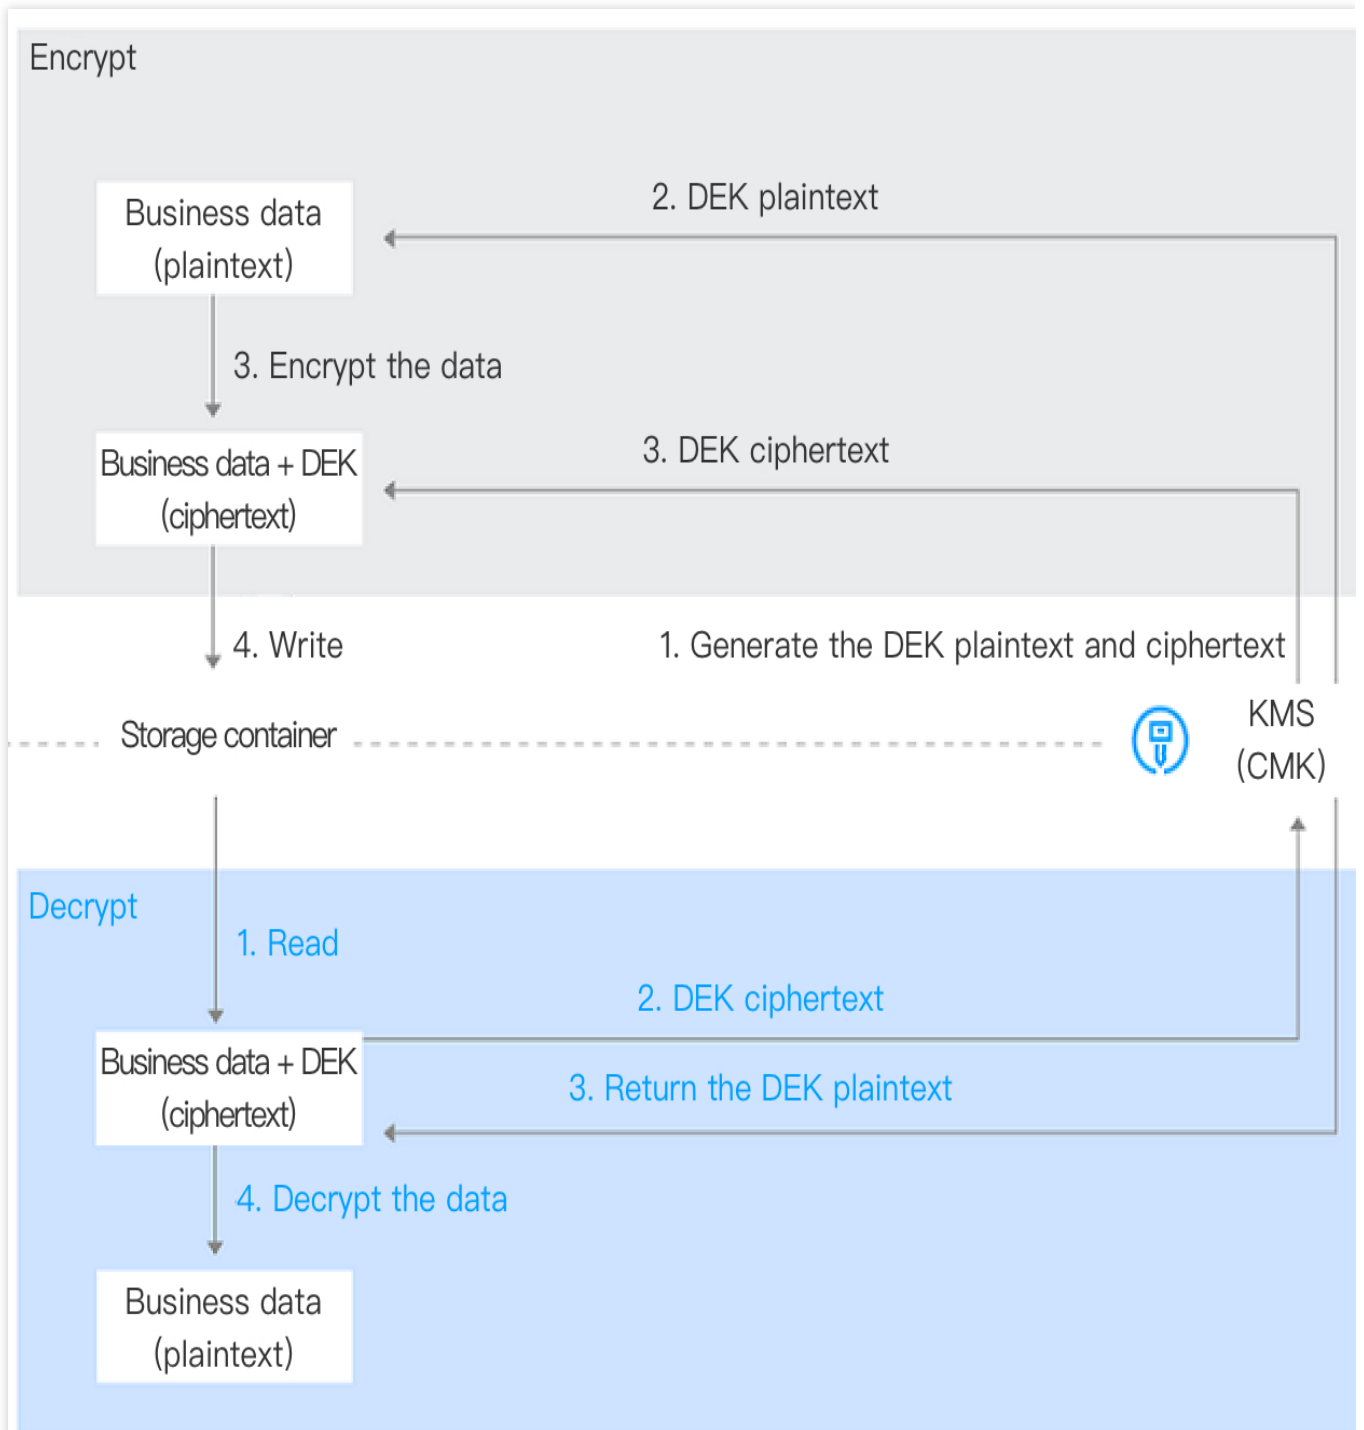 Encrypt
2. DEK plaintext
Business data
(plaintext)
3. Encrypt the data
3. DEK ciphertext
Business data + DEK
(ciphertext)
4. Write
1. Generate the DEK plaintext and ciphertext
Storage container
KMS
(CMK)
Decrypt
1. Read
2. DEK ciphertext
Business data + DEK
(ciphertext)
3. Return the DEK plaintext
4. Decrypt the data
Business data
(plaintext)